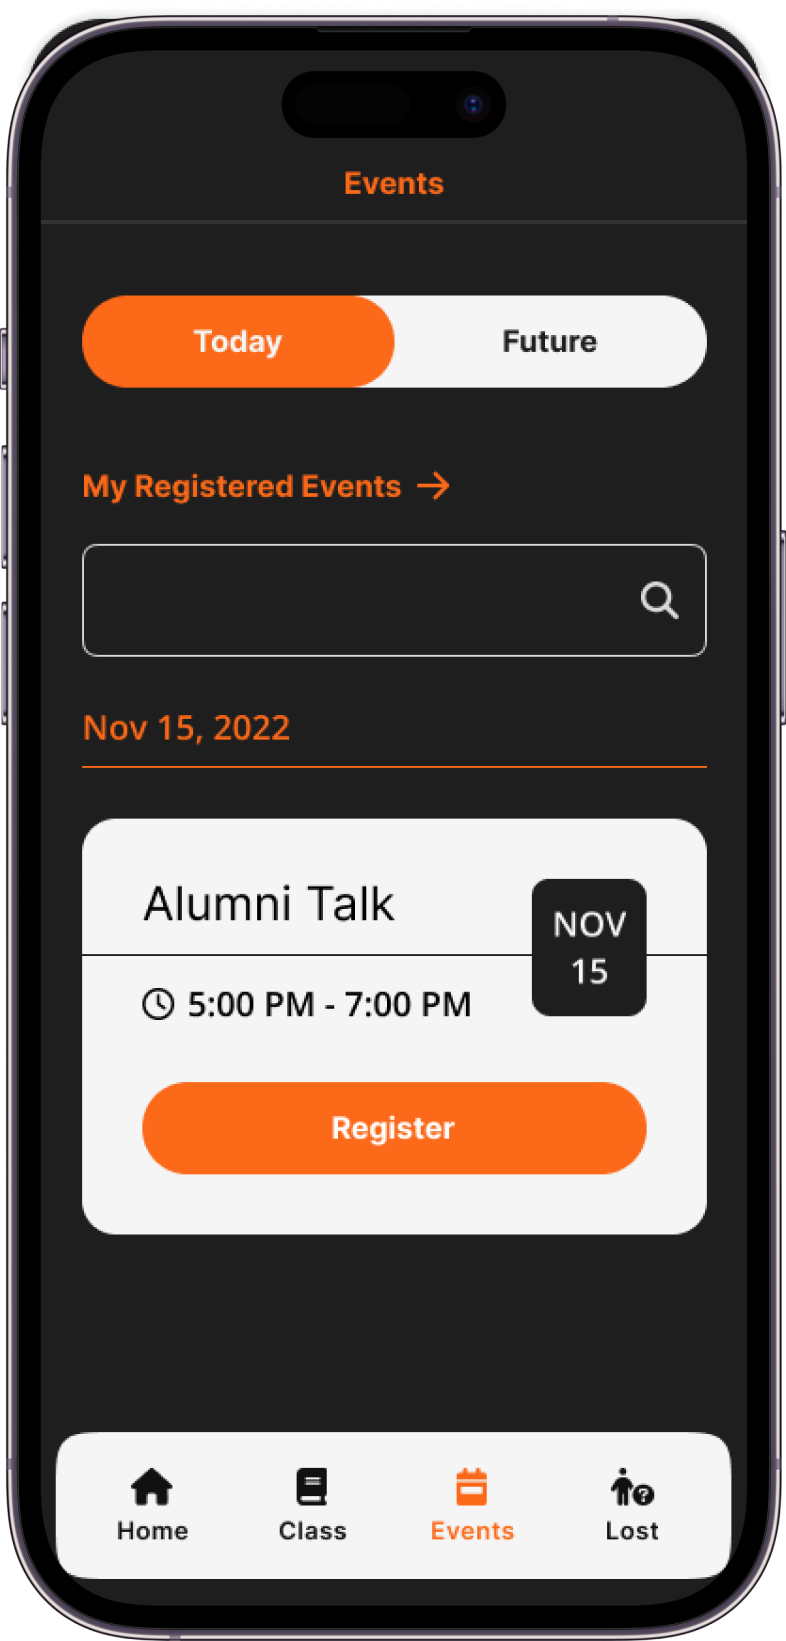 Events
Today Future
My Registered Events
Nov 15, 2022
Alumni Talk
NOV
15
5:00 PM - 7:00 PM
Register
Home Class Events Lost